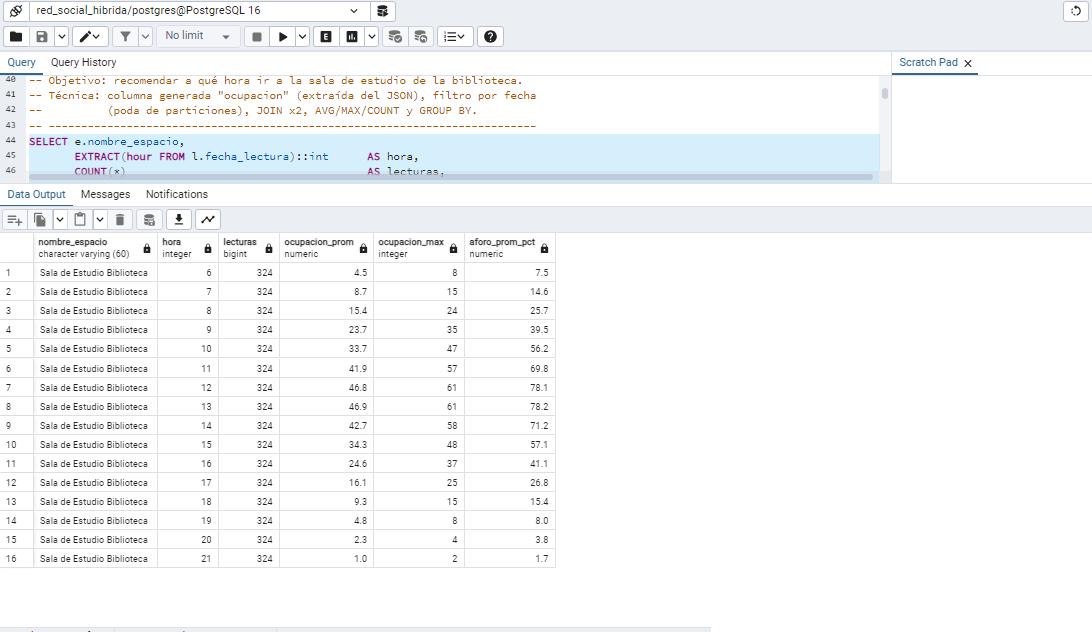 red_social_hibrida/postgres@PostgreSQL 16
No limit
Query Query History
Scratch Pad
40 -- Objetivo: recomendar a qué hora ir a la sala de estudio de la biblioteca.
41 -- Técnica: columna generada "ocupacion" (extraída del JSON), filtro por fecha
42 -- (poda de particiones), JOIN x2, AVG/MAX/COUNT y GROUP BY.
43 -- -----------------------------------------------------------------------
44 SELECT e.nombre_espacio,
45 EXTRACT(hour FROM l.fecha_lectura)::int AS hora,
46 COUNT(*) AS lecturas,
Data Output Messages Notifications
nombre_espacio hora lecturas ocupacion_prom ocupacion_max aforo_prom_pct
character varying (60) integer bigint numeric integer numeric
1 Sala de Estudio Biblioteca 6 324 4.5 8 7.5
2 Sala de Estudio Biblioteca 7 324 8.7 15 14.6
3 Sala de Estudio Biblioteca 8 324 15.4 24 25.7
4 Sala de Estudio Biblioteca 9 324 23.7 35 39.5
5 Sala de Estudio Biblioteca 10 324 33.7 47 56.2
6 Sala de Estudio Biblioteca 11 324 41.9 57 69.8
7 Sala de Estudio Biblioteca 12 324 46.8 61 78.1
8 Sala de Estudio Biblioteca 13 324 46.9 61 78.2
9 Sala de Estudio Biblioteca 14 324 42.7 58 71.2
10 Sala de Estudio Biblioteca 15 324 34.3 48 57.1
11 Sala de Estudio Biblioteca 16 324 24.6 37 41.1
12 Sala de Estudio Biblioteca 17 324 16.1 25 26.8
13 Sala de Estudio Biblioteca 18 324 9.3 15 15.4
14 Sala de Estudio Biblioteca 19 324 4.8 8 8.0
15 Sala de Estudio Biblioteca 20 324 2.3 4 3.8
16 Sala de Estudio Biblioteca 21 324 1.0 2 1.7